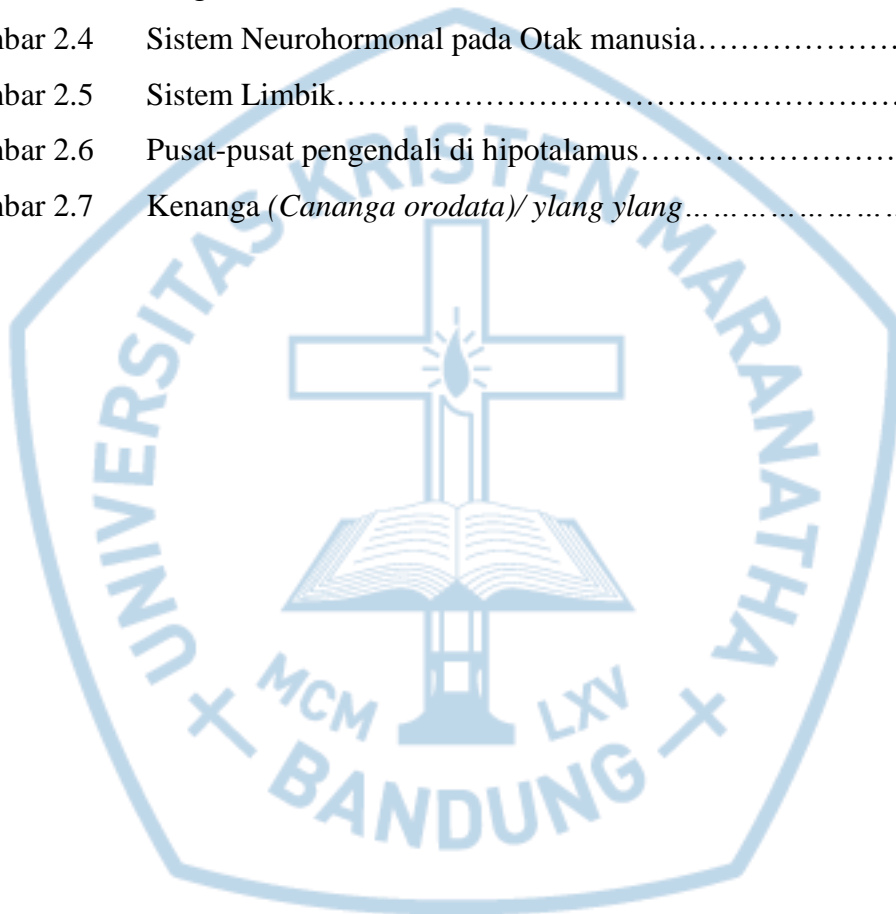 mbar 2.4 Sistem Neurohormonal pada Otak manusia…………………
mbar 2.5 Sistem Limbik……………………………………………………
mbar 2.6 Pusat-pusat pengendali di hipotalamus………………………
mbar 2.7 Kenanga (Cananga orodata)/ ylang ylang…………………
UNIVERSITAS KRISTEN MARANATHA
MCM LXV
BANDUNG